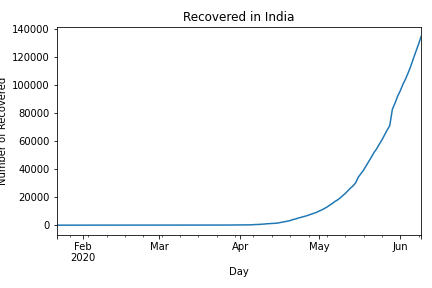 Recovered in India
140000
120000
100000
80000
60000
40000
20000
0
Number of Recovered
Feb
2020
Mar
Apr
May
Jun
Day